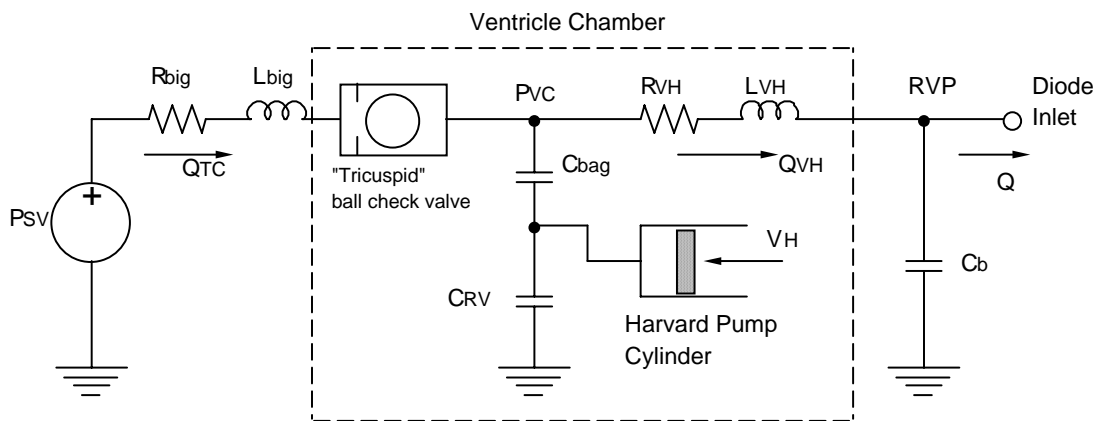 Ventricle Chamber
Rbig
Lbig
PVC
RVH
LVH
RVP
Diode
Inlet
QTC
"Tricuspid"
ball check valve
Cbag
QVH
Q
+
PSV
VH
CRV
Cb
Harvard Pump
Cylinder